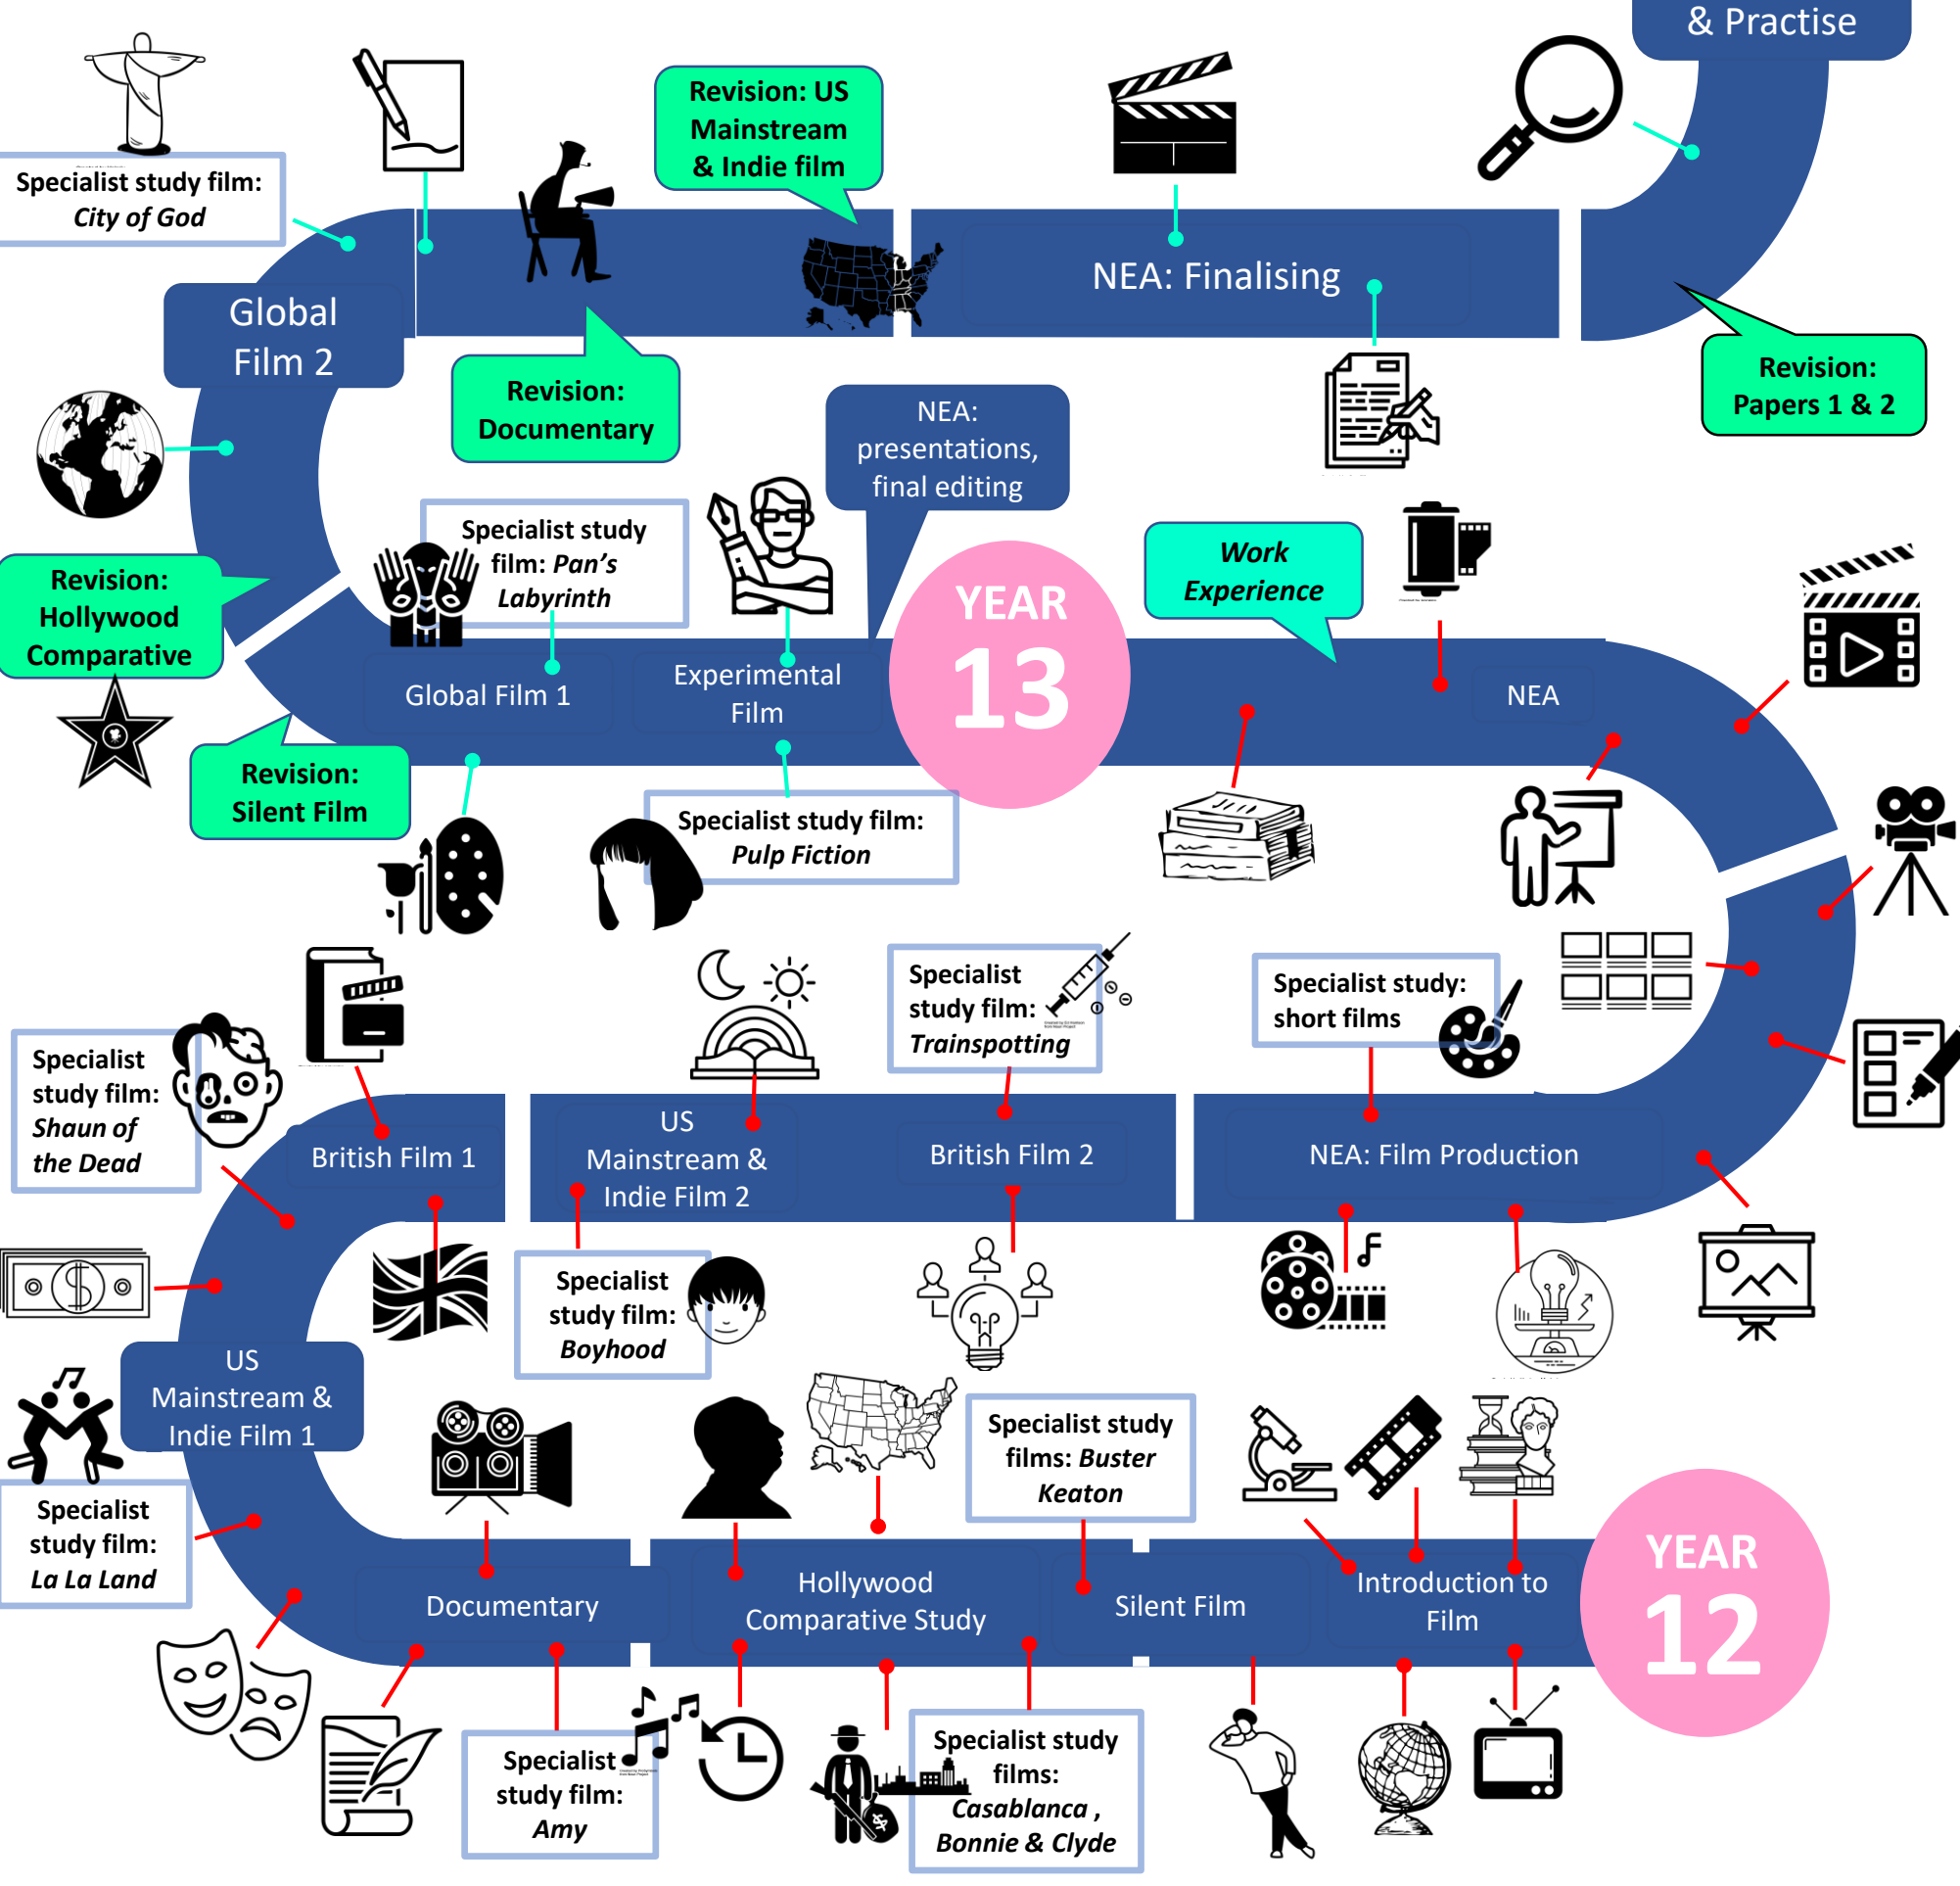 & Practise
Specialist study film:
City of God
Revision: US
Mainstream
& Indie film
NEA: Finalising
Global
Film 2
Revision:
Documentary
NEA:
presentations,
final editing
Revision:
Papers 1 & 2
Specialist study
film: Pan's
Labyrinth
Work
Experience
Revision:
Hollywood
Comparative
YEAR
13
Global Film 1
Experimental
Film
NEA
Revision:
Silent Film
Specialist study film:
Pulp Fiction
Specialist
study film:
Trainspotting
Specialist study:
short films
Specialist
study film:
Shaun of
the Dead
British Film 1
US
Mainstream &
Indie Film 2
British Film 2
NEA: Film Production
Specialist
study film:
Boyhood
US
Mainstream &
Indie Film 1
Specialist study
films: Buster
Keaton
Specialist
study film:
La La Land
Documentary
Hollywood
Comparative Study
Silent Film
Introduction to
Film
YEAR
12
Specialist
study film:
Amy
Specialist study
films:
Casablanca ,
Bonnie & Clyde